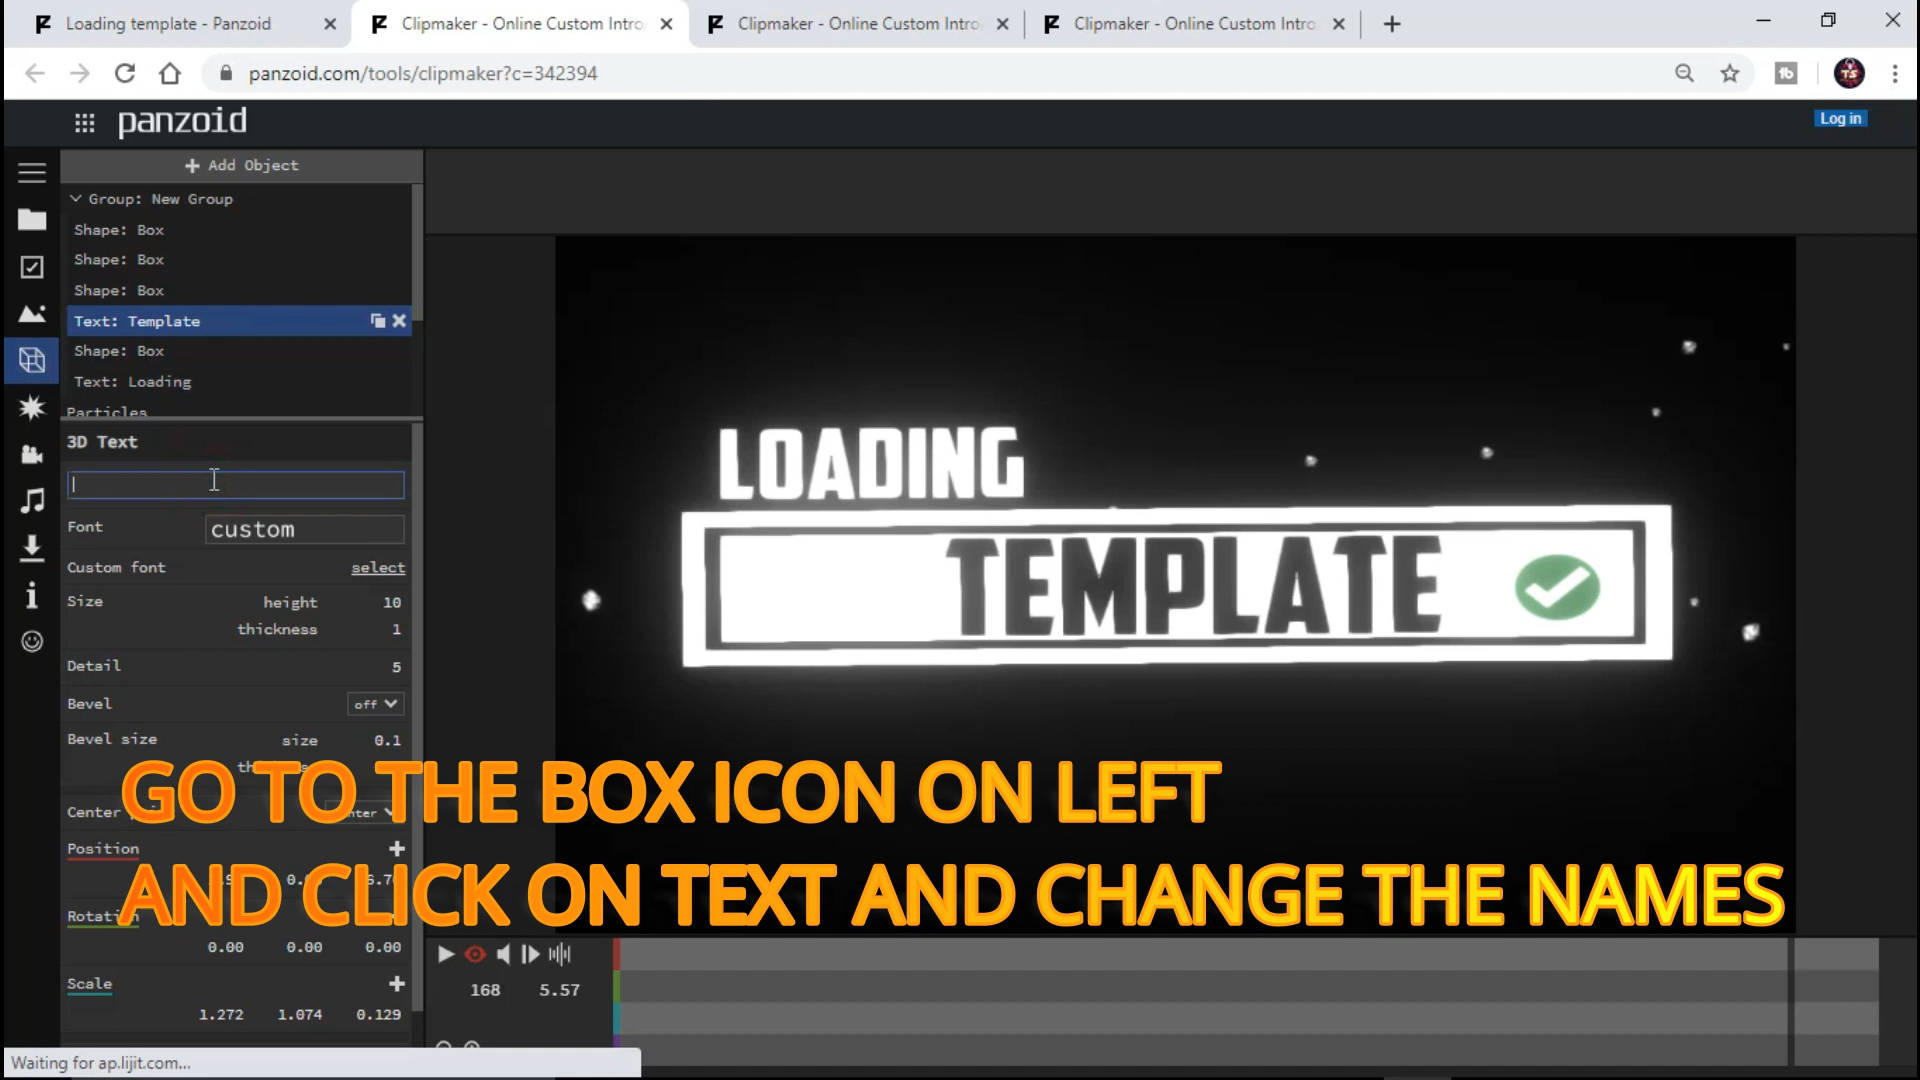 Loading template - Panzoid
Clipmaker - Online Custom Intro
Clipmaker - Online Custom Intro
Clipmaker - Online Custom Intro
panzoid.com/tools/clipmaker?c=342394
TS
panzoid
Log in
Add Object
Group: New Group
Shape: Box
Shape: Box
Shape: Box
Text: Template
Shape: Box
Text: Loading
Particles
3D Text
Font custom
Custom font select
Size height 10
thickness 1
Detail 5
Bevel off
Bevel size size 0.1
Center
Position
Rotation
0.00 0.00 0.00
Scale
1.272 1.074 0.129
LOADING
TEMPLATE
GO TO THE BOX ICON ON LEFT
AND CLICK ON TEXT AND CHANGE THE NAMES
168 5.57
Waiting for ap.lijit.com...